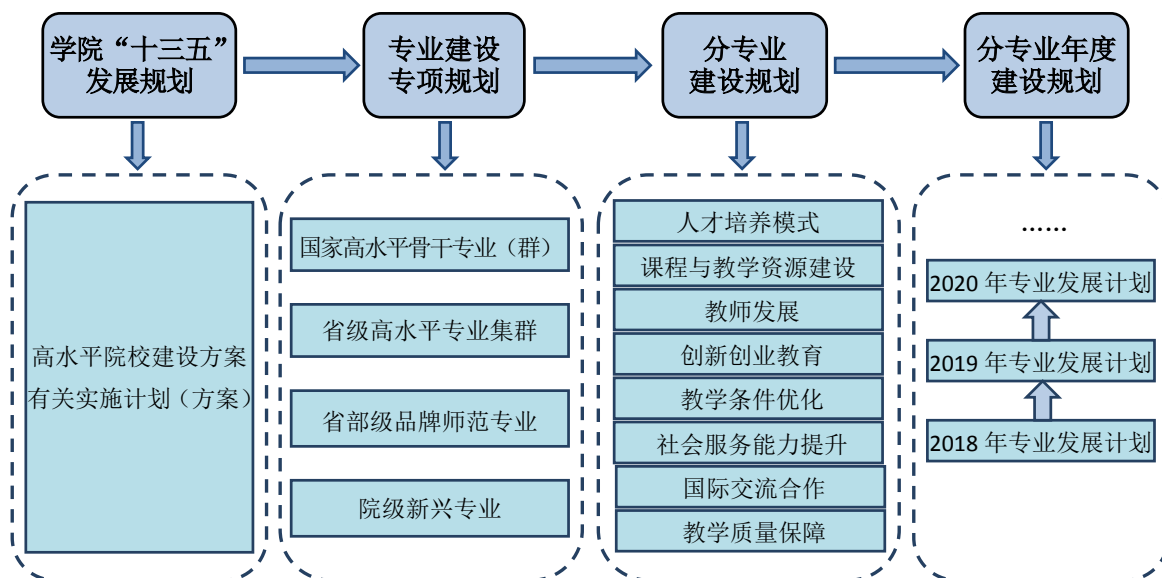 学院“十三五”
发展规划
专业建设
专项规划
分专业
建设规划
分专业年度
建设规划
高水平院校建设方案
有关实施计划（方案）
国家高水平骨干专业（群）
省级高水平专业集群
省部级品牌师范专业
院级新兴专业
人才培养模式
课程与教学资源建设
教师发展
创新创业教育
教学条件优化
社会服务能力提升
国际交流合作
教学质量保障
……
2020 年专业发展计划
2019 年专业发展计划
2018 年专业发展计划